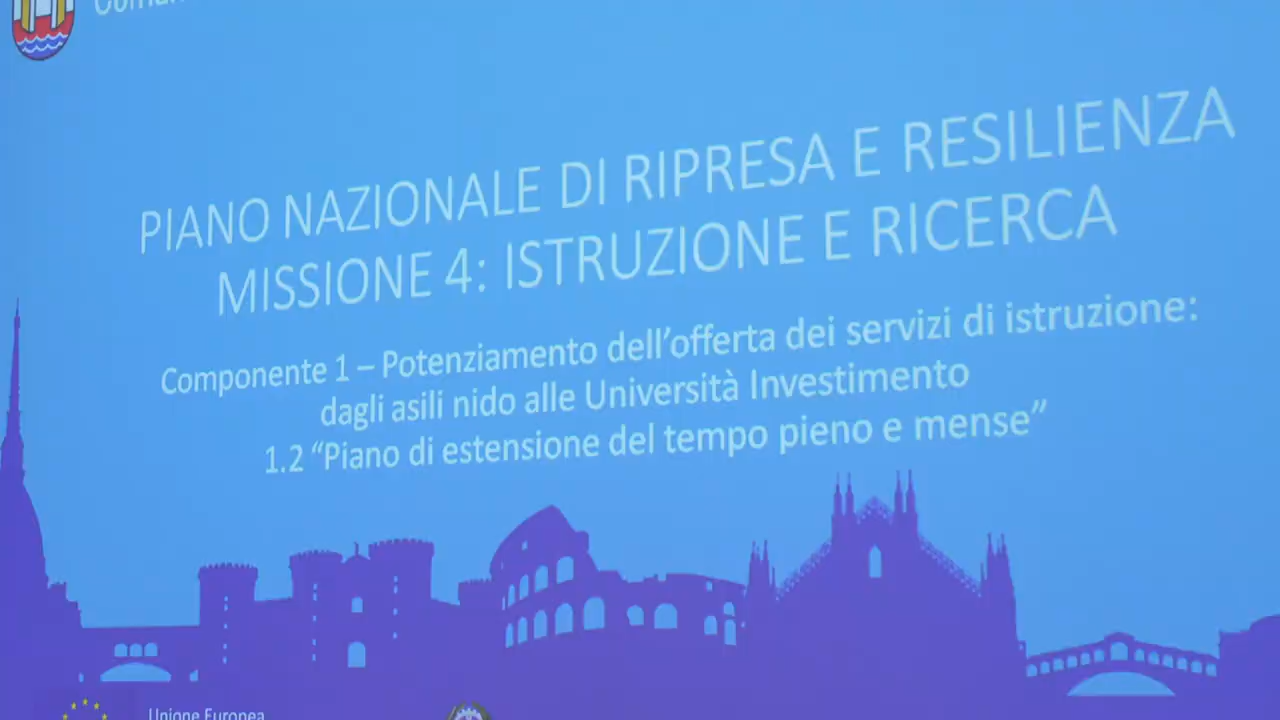 PIANO NAZIONALE DI RIPRESA E RESILIENZA
MISSIONE 4: ISTRUZIONE E RICERCA
Componente 1 – Potenziamento dell’offerta dei servizi di istruzione:
dagli asili nido alle Università Investimento
1.2 “Piano di estensione del tempo pieno e mense”
Unione Europea